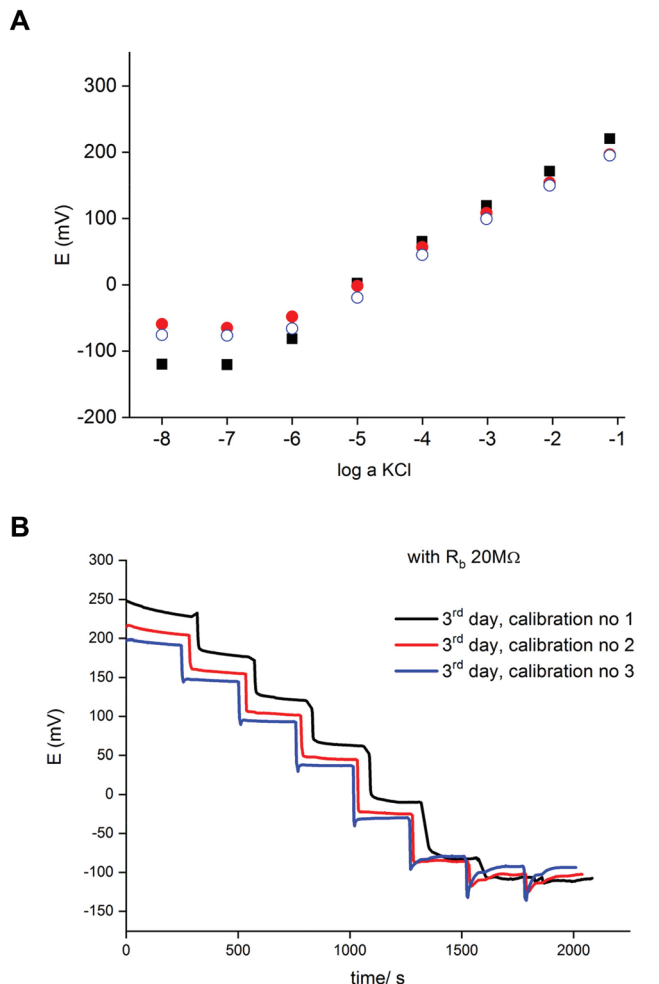 A
E (mV)
300
200
100
0
-100
-200
-8 -7 -6 -5 -4 -3 -2 -1
log a KCl
B
with Rb 20MΩ
3rd day, calibration no 1
3rd day, calibration no 2
3rd day, calibration no 3
E (mV)
300
250
200
150
100
50
0
-50
-100
-150
0 500 1000 1500 2000
time/ s